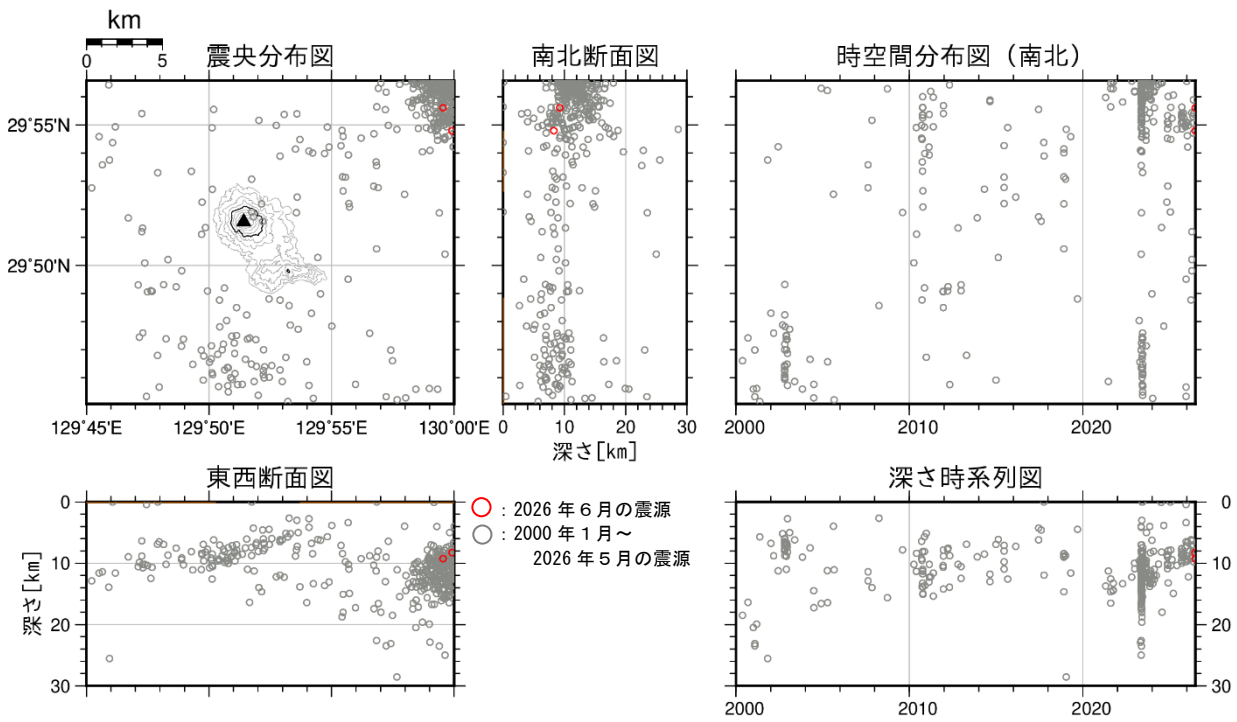 km
0 5
震央分布図
29°55'N
29°50'N
129°45'E 129°50'E 129°55'E 130°00'E
南北断面図
0 10 20 30
深さ[km]
時空間分布図（南北）
2000 2010 2020
東西断面図
0
10
20
30
深さ[km]
○：2026年６月の震源
○：2000年１月～
2026年５月の震源
深さ時系列図
0
10
20
30
2000 2010 2020